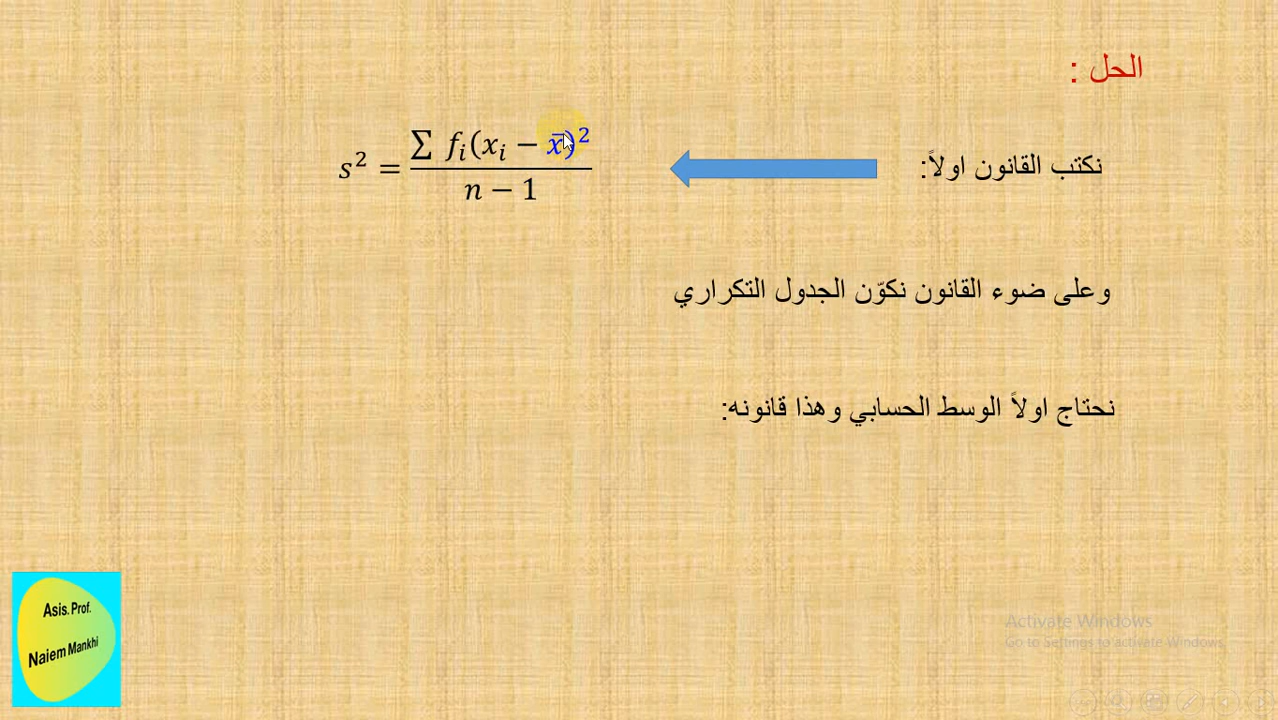 الحل :
نكتب القانون اولاً:
s² = ∑ fᵢ(xᵢ − x̄)² / n − 1
وعلى ضوء القانون نكوّن الجدول التكراري
نحتاج اولاً الوسط الحسابي وهذا قانونه:
Asis. Prof.
Naiem Mankhi
Activate Windows
Go to Settings to activate Windows.